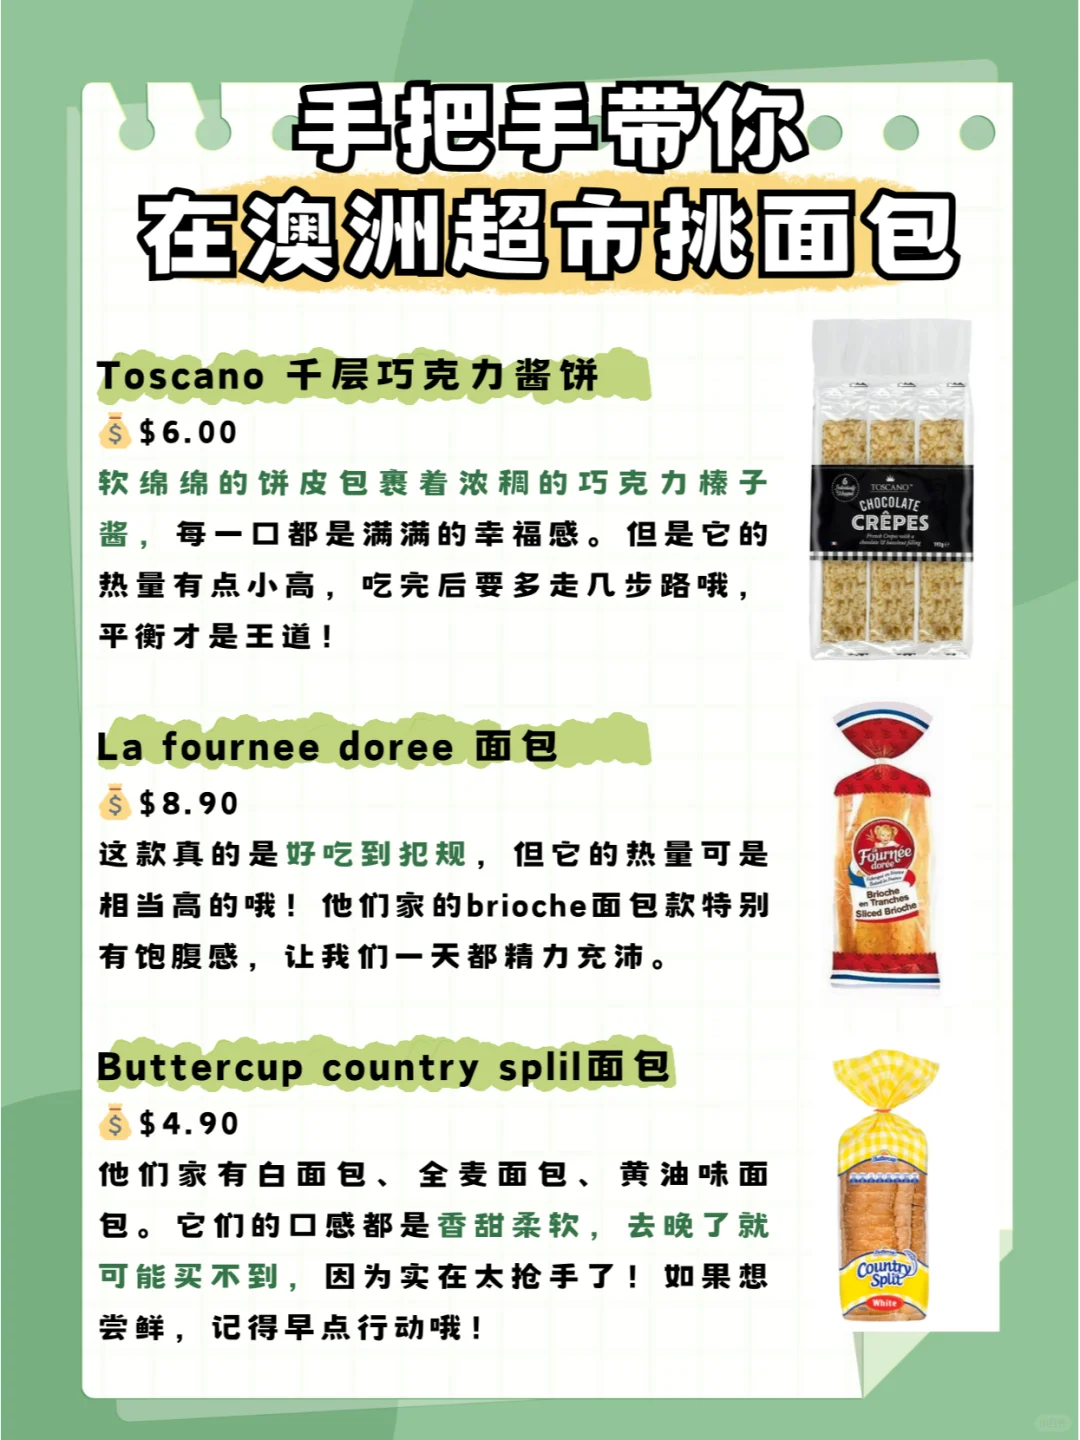 手把手带你
在澳洲超市挑面包
Toscano 千层巧克力酱饼
$6.00
软绵绵的饼皮包裹着浓稠的巧克力榛子
酱，每一口都是满满的幸福感。但是它的
热量有点小高，吃完后要多走几步路哦，
平衡才是王道！
TOSCANO
CHOCOLATE
CRÊPES
French Crepes with a
chocolate & hazelnut filling
La fournee doree 面包
$8.90
这款真的是好吃到犯规，但它的热量可是
相当高的哦！他们家的brioche面包款特别
有饱腹感，让我们一天都精力充沛。
La
Fournée
dorée
Brioche
en Tranches
Sliced Brioche
Buttercup country splil面包
$4.90
他们家有白面包、全麦面包、黄油味面
包。它们的口感都是香甜柔软，去晚了就
可能买不到，因为实在太抢手了！如果想
尝鲜，记得早点行动哦！
Buttercup
Country
Split
White